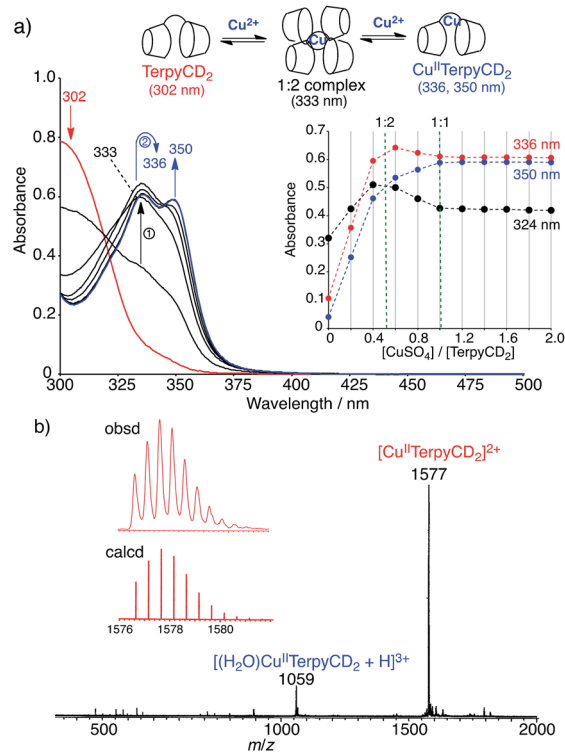 a)
Cu2+
Cu2+
Cu
Cu
TerpyCD2
(302 nm)
1:2 complex
(333 nm)
CuIITerpyCD2
(336, 350 nm)
1.0
0.8
0.6
0.4
0.2
0
Absorbance
302
333
②
336
350
①
300
325
350
375
400
425
450
475
500
Wavelength / nm
1:2
1:1
0.7
0.6
0.5
0.4
0.3
0.2
0.1
0
Absorbance
336 nm
350 nm
324 nm
0
0.4
0.8
1.2
1.6
2.0
[CuSO4] / [TerpyCD2]
b)
obsd
calcd
1576
1578
1580
[CuIITerpyCD2]2+
1577
[(H2O)CuIITerpyCD2 + H]3+
1059
500
1000
1500
2000
m/z